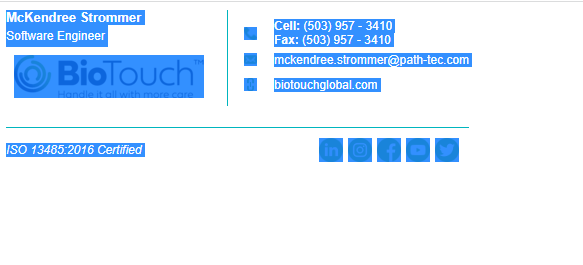 McKendree Strommer
Software Engineer
BioTouch™
Handle it all with more care
Cell: (503) 957 - 3410
Fax: (503) 957 - 3410
mckendree.strommer@path-tec.com
biotouchglobal.com
ISO 13485:2016 Certified